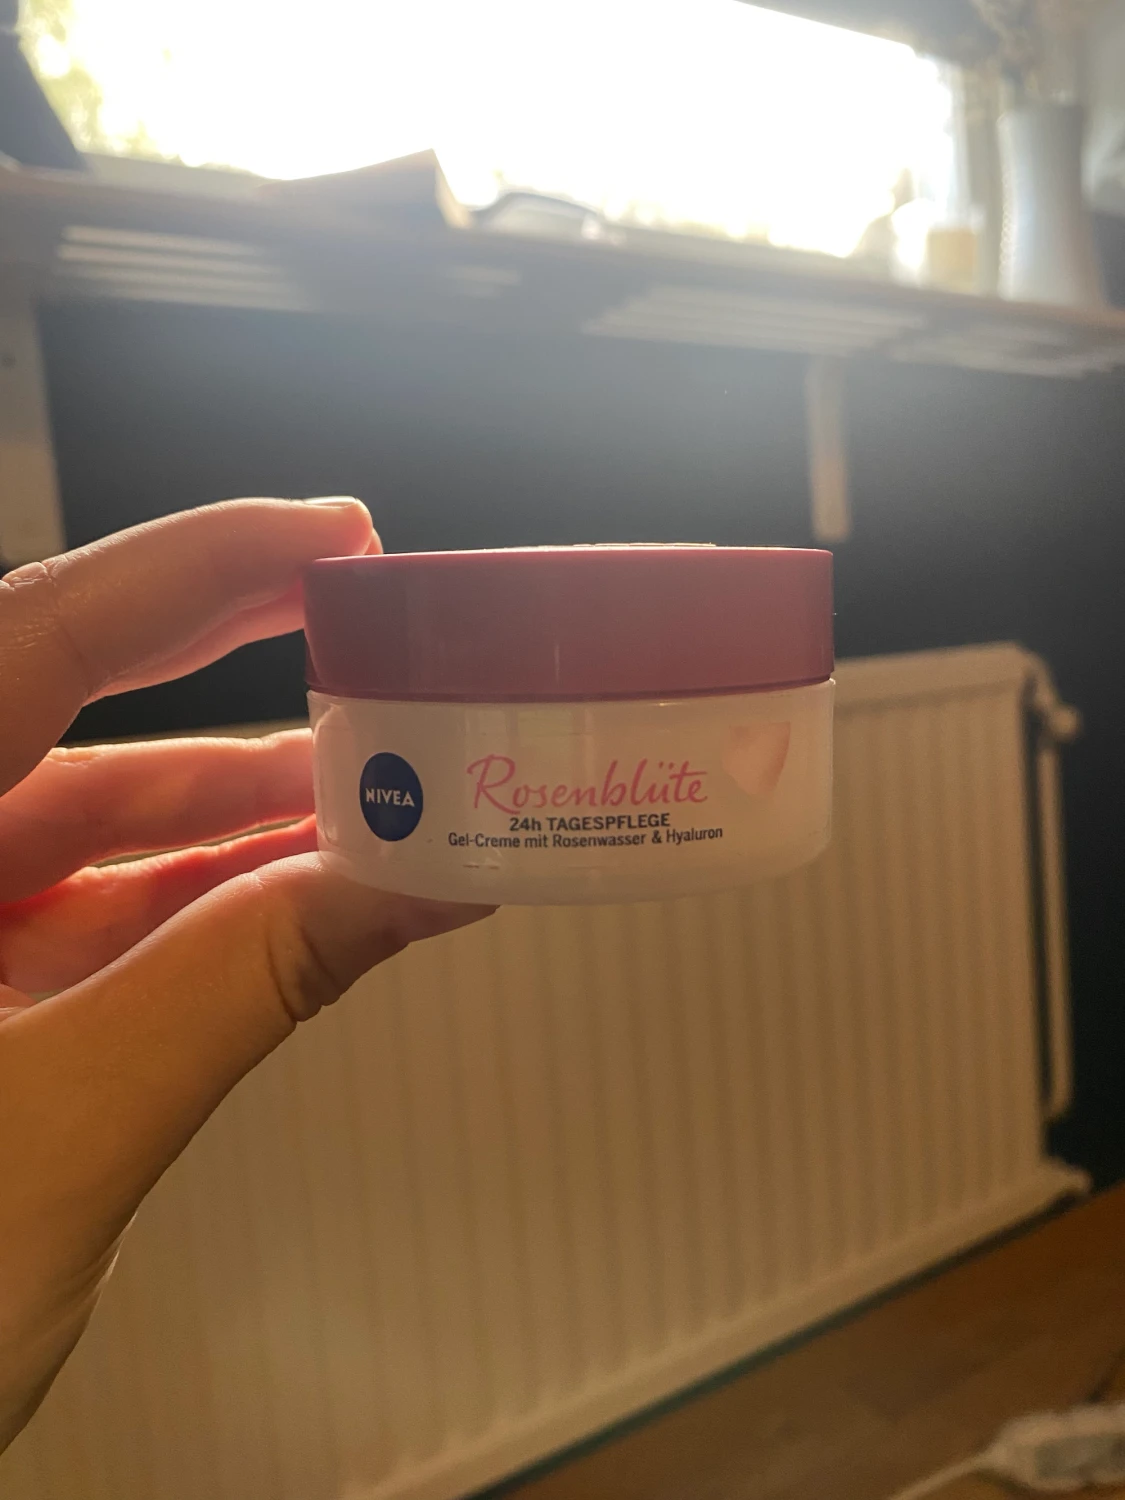 NIVEA
Rosenblüte
24h TAGESPFLEGE
Gel-Creme mit Rosenwasser & Hyaluron